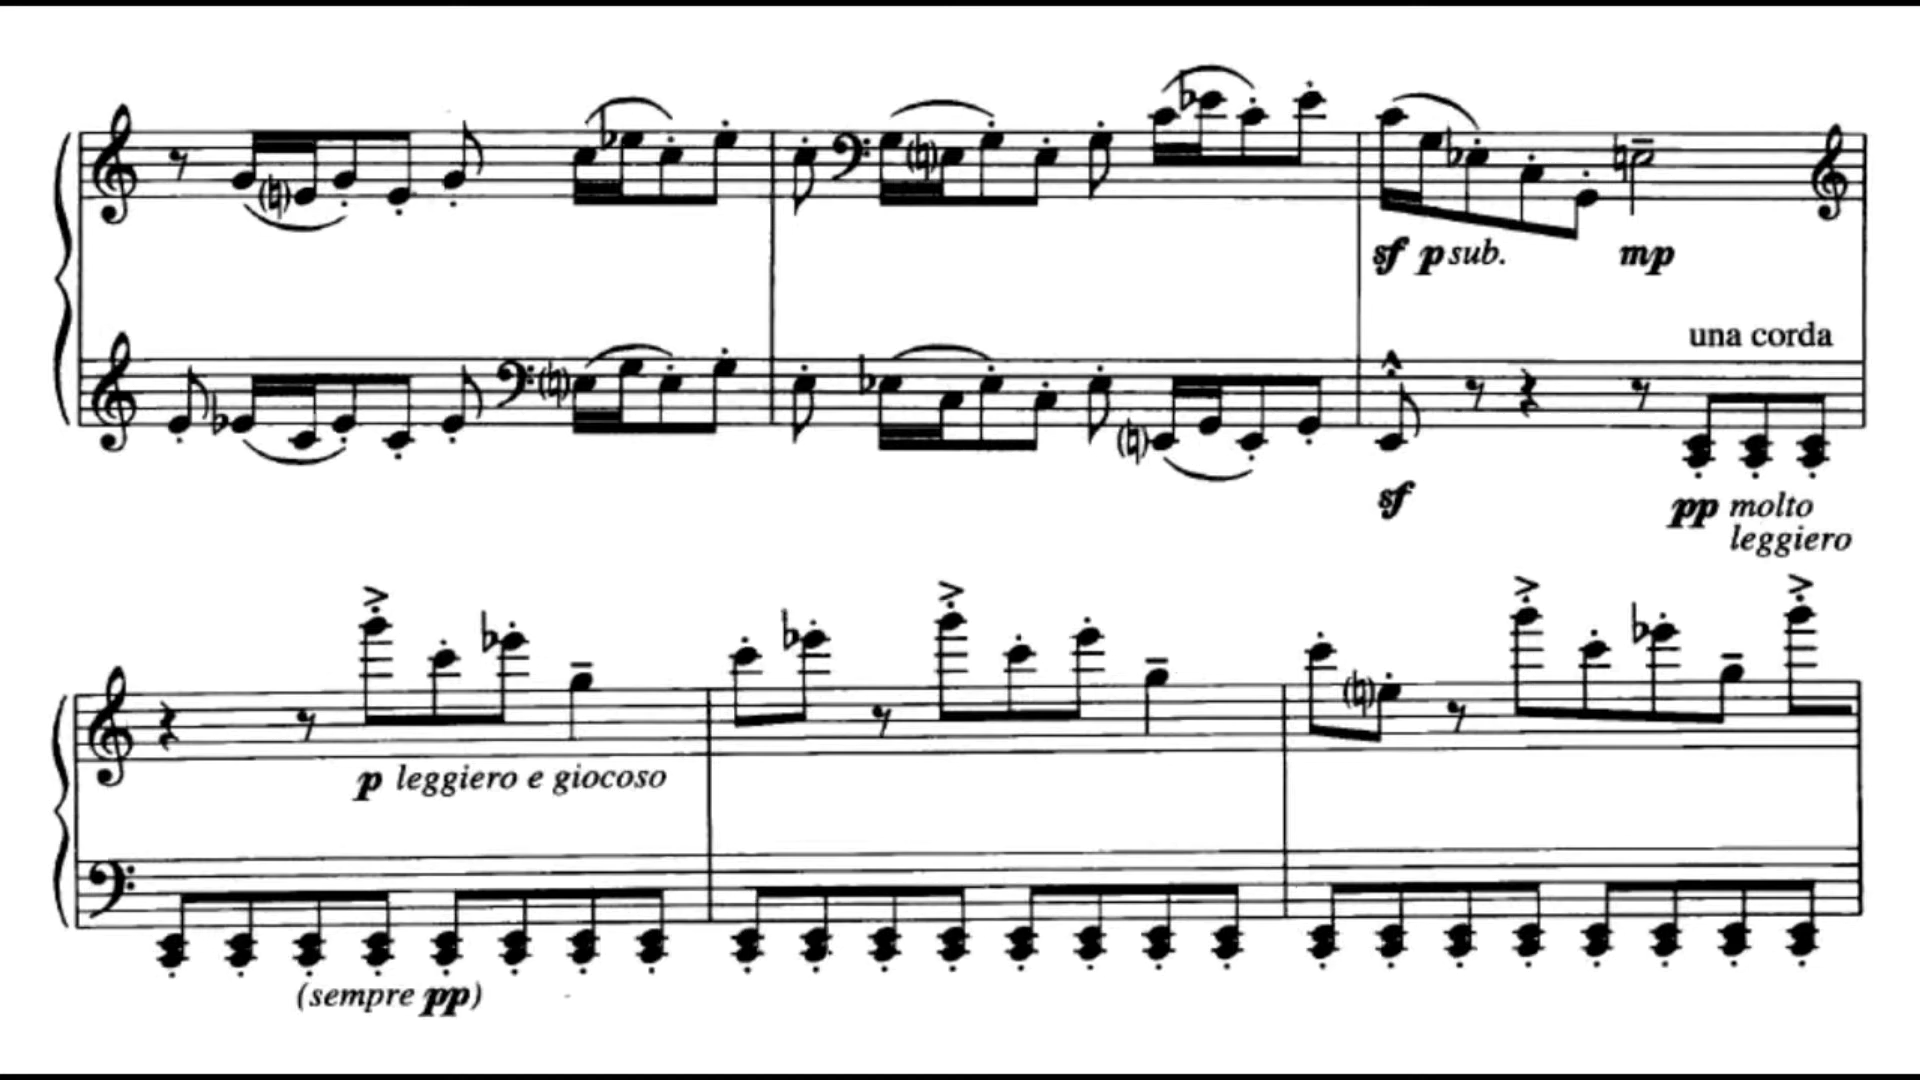 sf p sub. mp
una corda
sf
pp molto
leggiero
p leggiero e giocoso
(sempre pp)